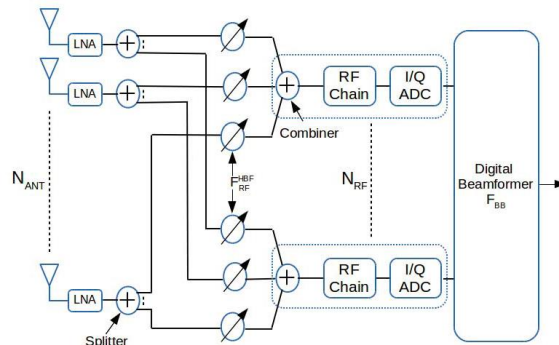 LNA
LNA
LNA
N_ANT
Splitter
F_RF^HBF
Combiner
RF
Chain
I/Q
ADC
N_RF
RF
Chain
I/Q
ADC
Digital
Beamformer
F_BB